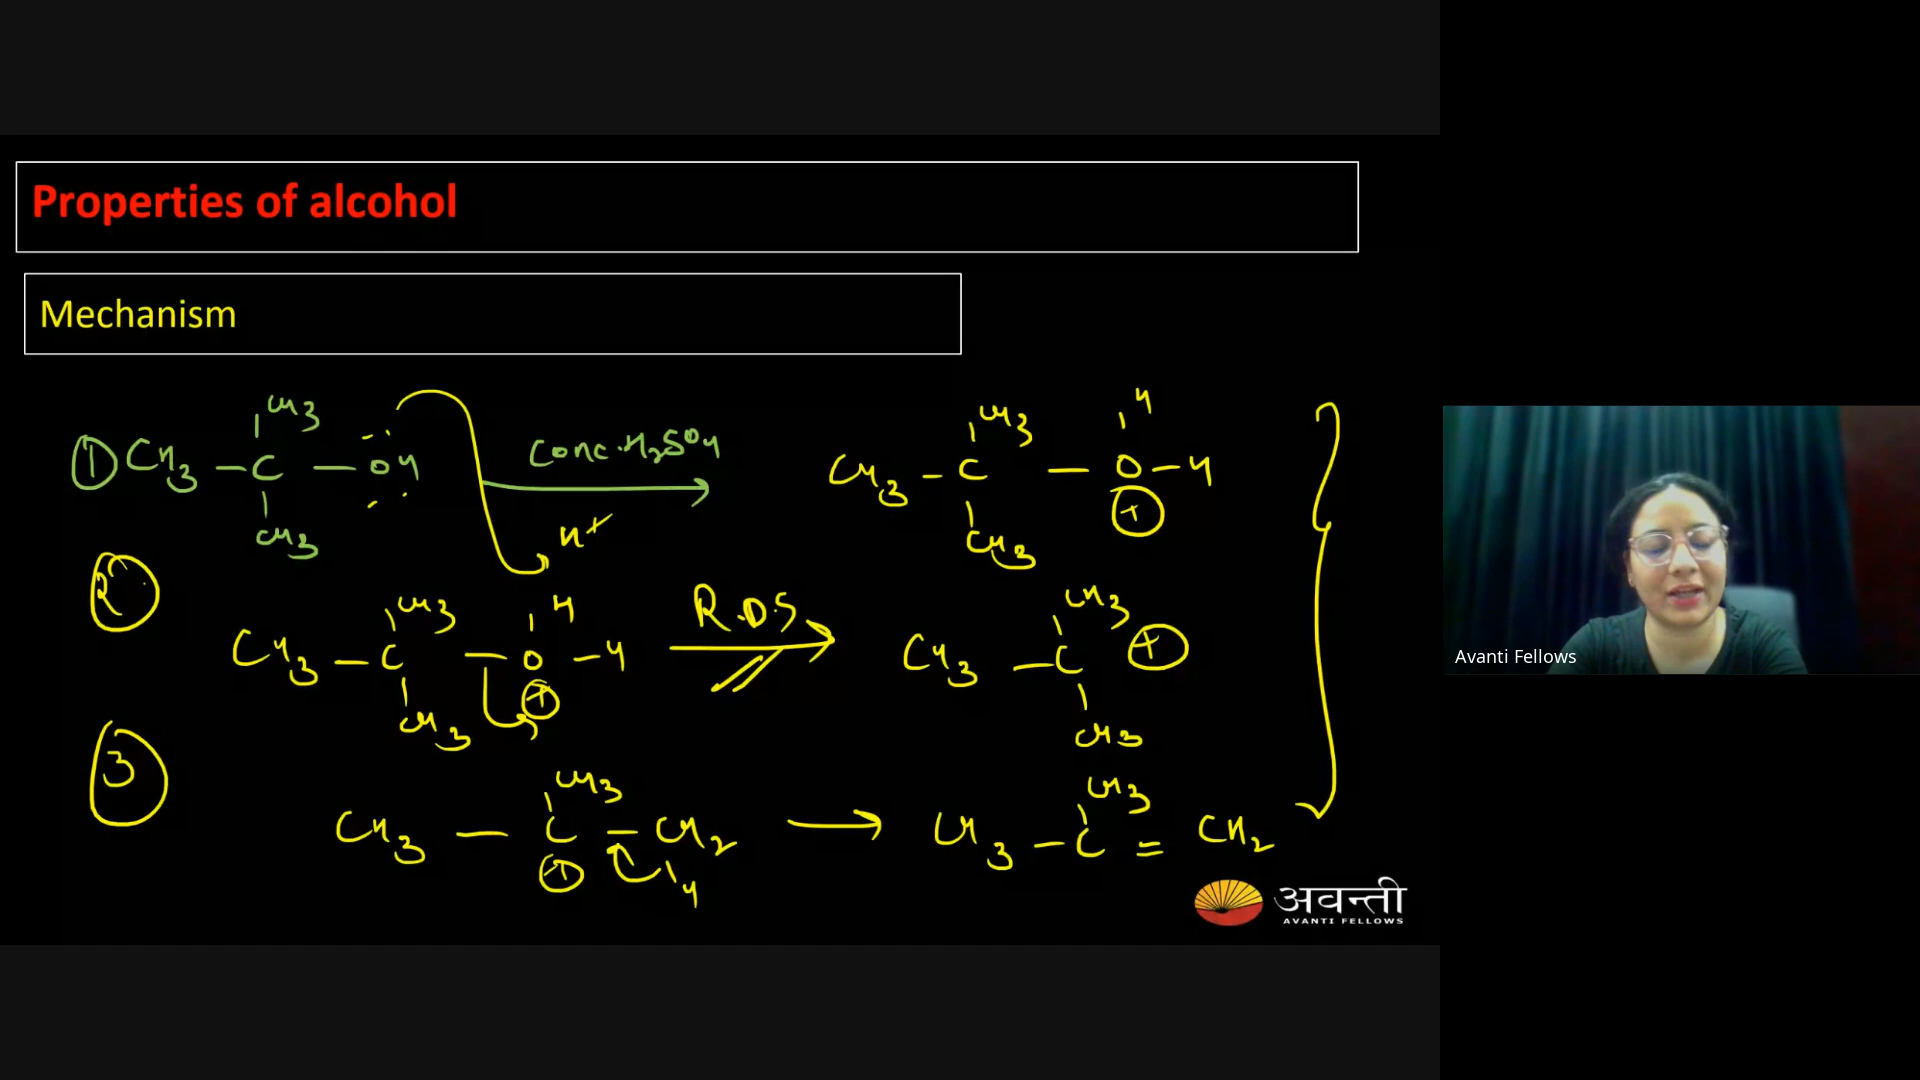 Properties of alcohol
Mechanism
① CH3 - C - OH Conc. H2SO4 CH3 - C - O - H
CH3 CH3 H
CH3 H+ CH3 ⊕
② CH3 - C - O - H R.D.S CH3 - C ⊕
CH3 H CH3
CH3 ⊕ CH3
③ CH3 - C - CH2 → CH3 - C = CH2
CH3 CH3
⊕ H
अवन्ती
AVANTI FELLOWS
Avanti Fellows